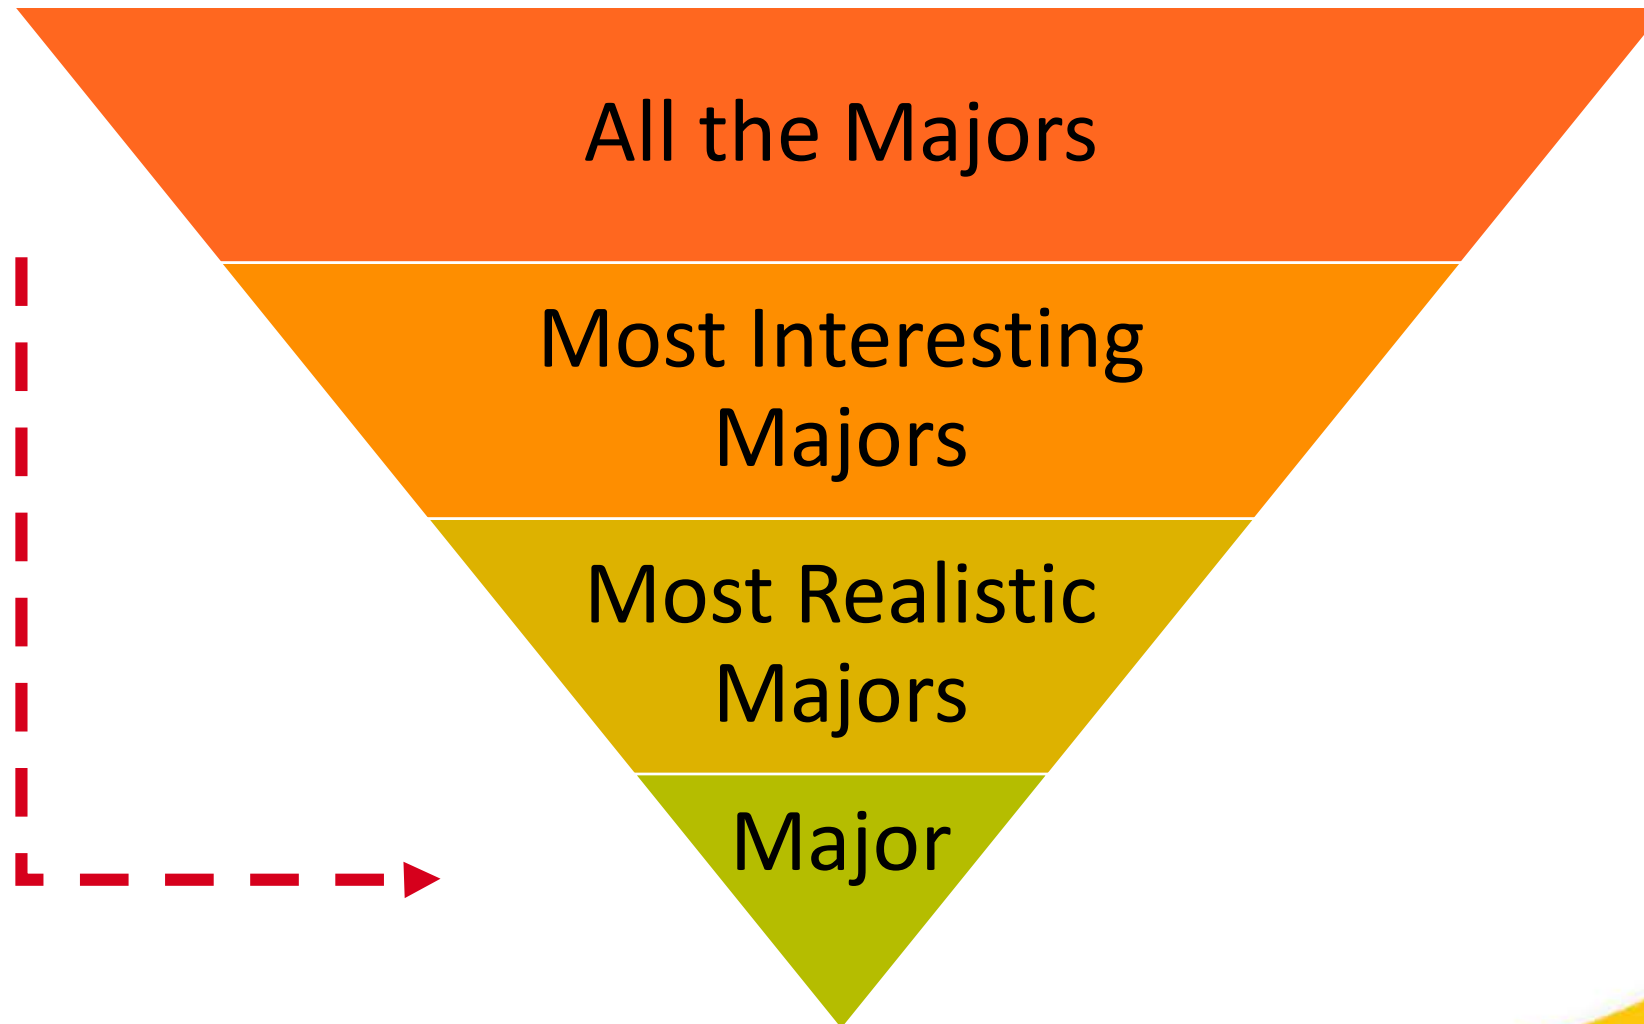 All the Majors
Most Interesting
Majors
Most Realistic
Majors
Major